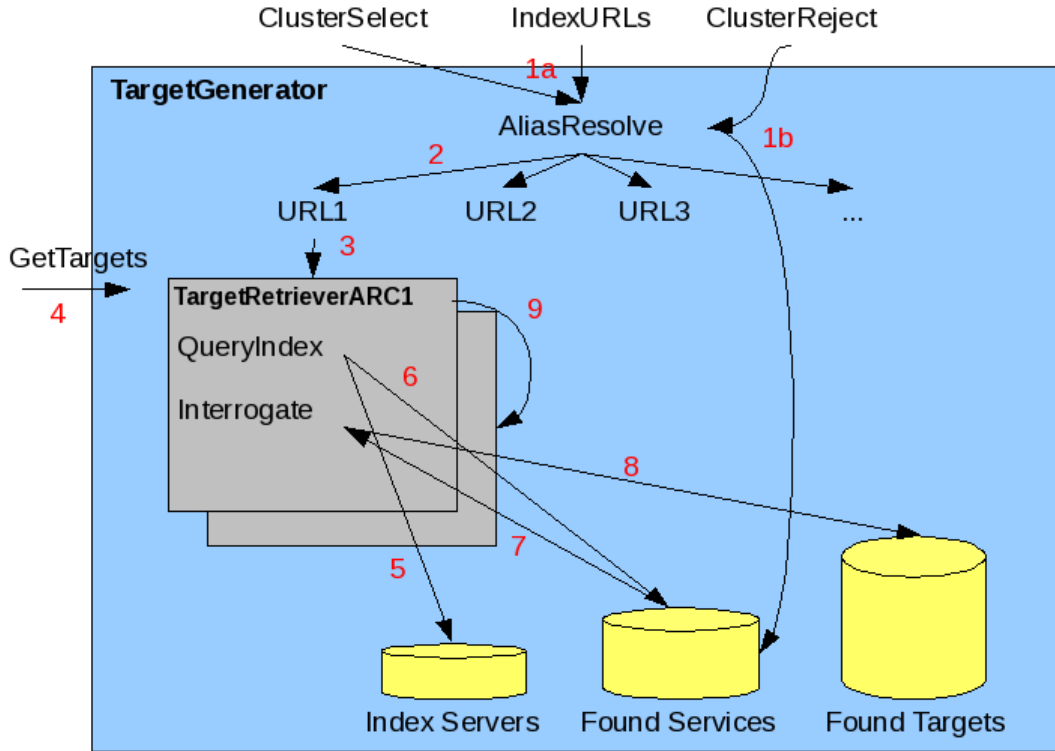 ClusterSelect
IndexURLs
ClusterReject
1a
TargetGenerator
AliasResolve
1b
2
URL1
URL2
URL3
...
3
GetTargets
4
TargetRetrieverARC1
9
QueryIndex
6
Interrogate
8
7
5
Index Servers
Found Services
Found Targets